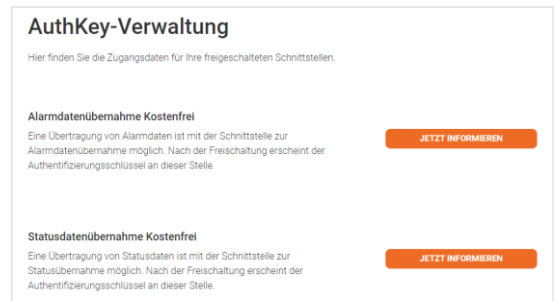 AuthKey-Verwaltung
Hier finden Sie die Zugangsdaten für Ihre freigeschalteten Schnittstellen.
Alarmdatenübernahme Kostenfrei
Eine Übertragung von Alarmdaten ist mit der Schnittstelle zur
Alarmdatenübernahme möglich. Nach der Freischaltung erscheint der
Authentifizierungsschlüssel an dieser Stelle.
JETZT INFORMIEREN
Statusdatenübernahme Kostenfrei
Eine Übertragung von Statusdaten ist mit der Schnittstelle zur
Statusübernahme möglich. Nach der Freischaltung erscheint der
Authentifizierungsschlüssel an dieser Stelle.
JETZT INFORMIEREN